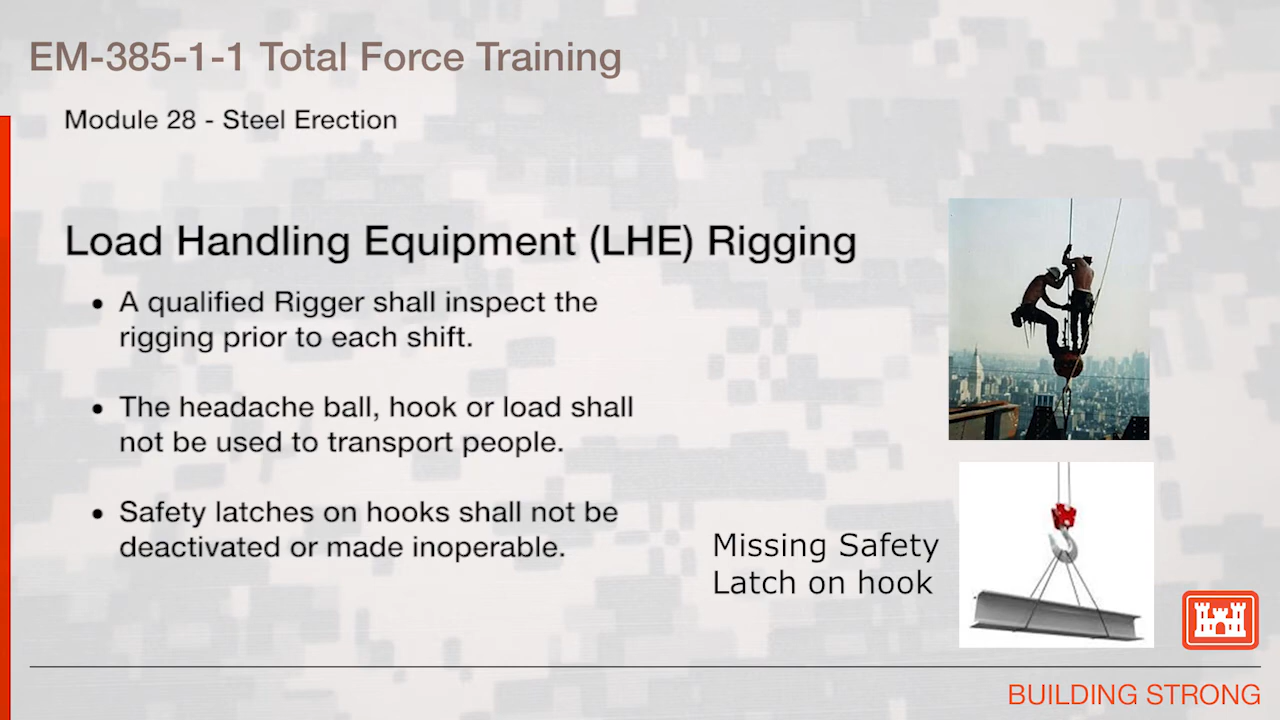 EM-385-1-1 Total Force Training
Module 28 - Steel Erection
Load Handling Equipment (LHE) Rigging
• A qualified Rigger shall inspect the
rigging prior to each shift.
• The headache ball, hook or load shall
not be used to transport people.
• Safety latches on hooks shall not be
deactivated or made inoperable.
Missing Safety
Latch on hook
BUILDING STRONG